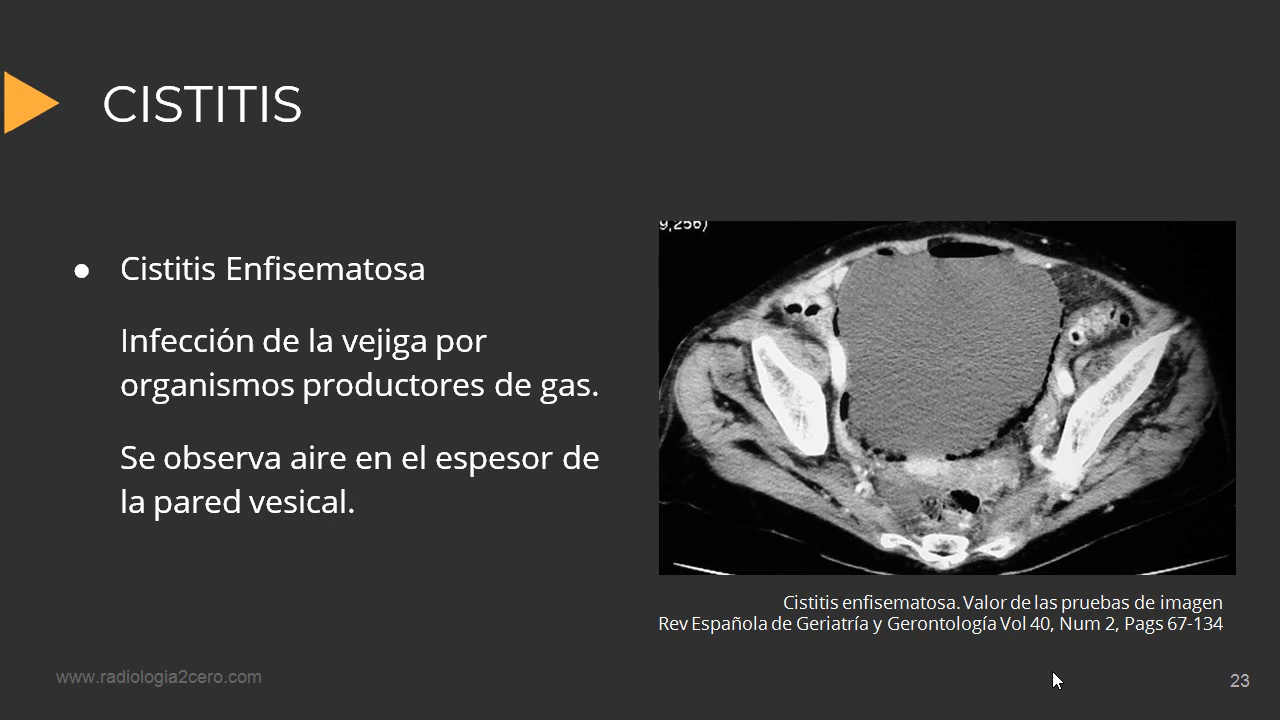 CISTITIS
● Cistitis Enfisematosa
Infección de la vejiga por
organismos productores de gas.
Se observa aire en el espesor de
la pared vesical.
9,256)
Cistitis enfisematosa. Valor de las pruebas de imagen
Rev Española de Geriatría y Gerontología Vol 40, Num 2, Pags 67-134
www.radiologia2cero.com
23